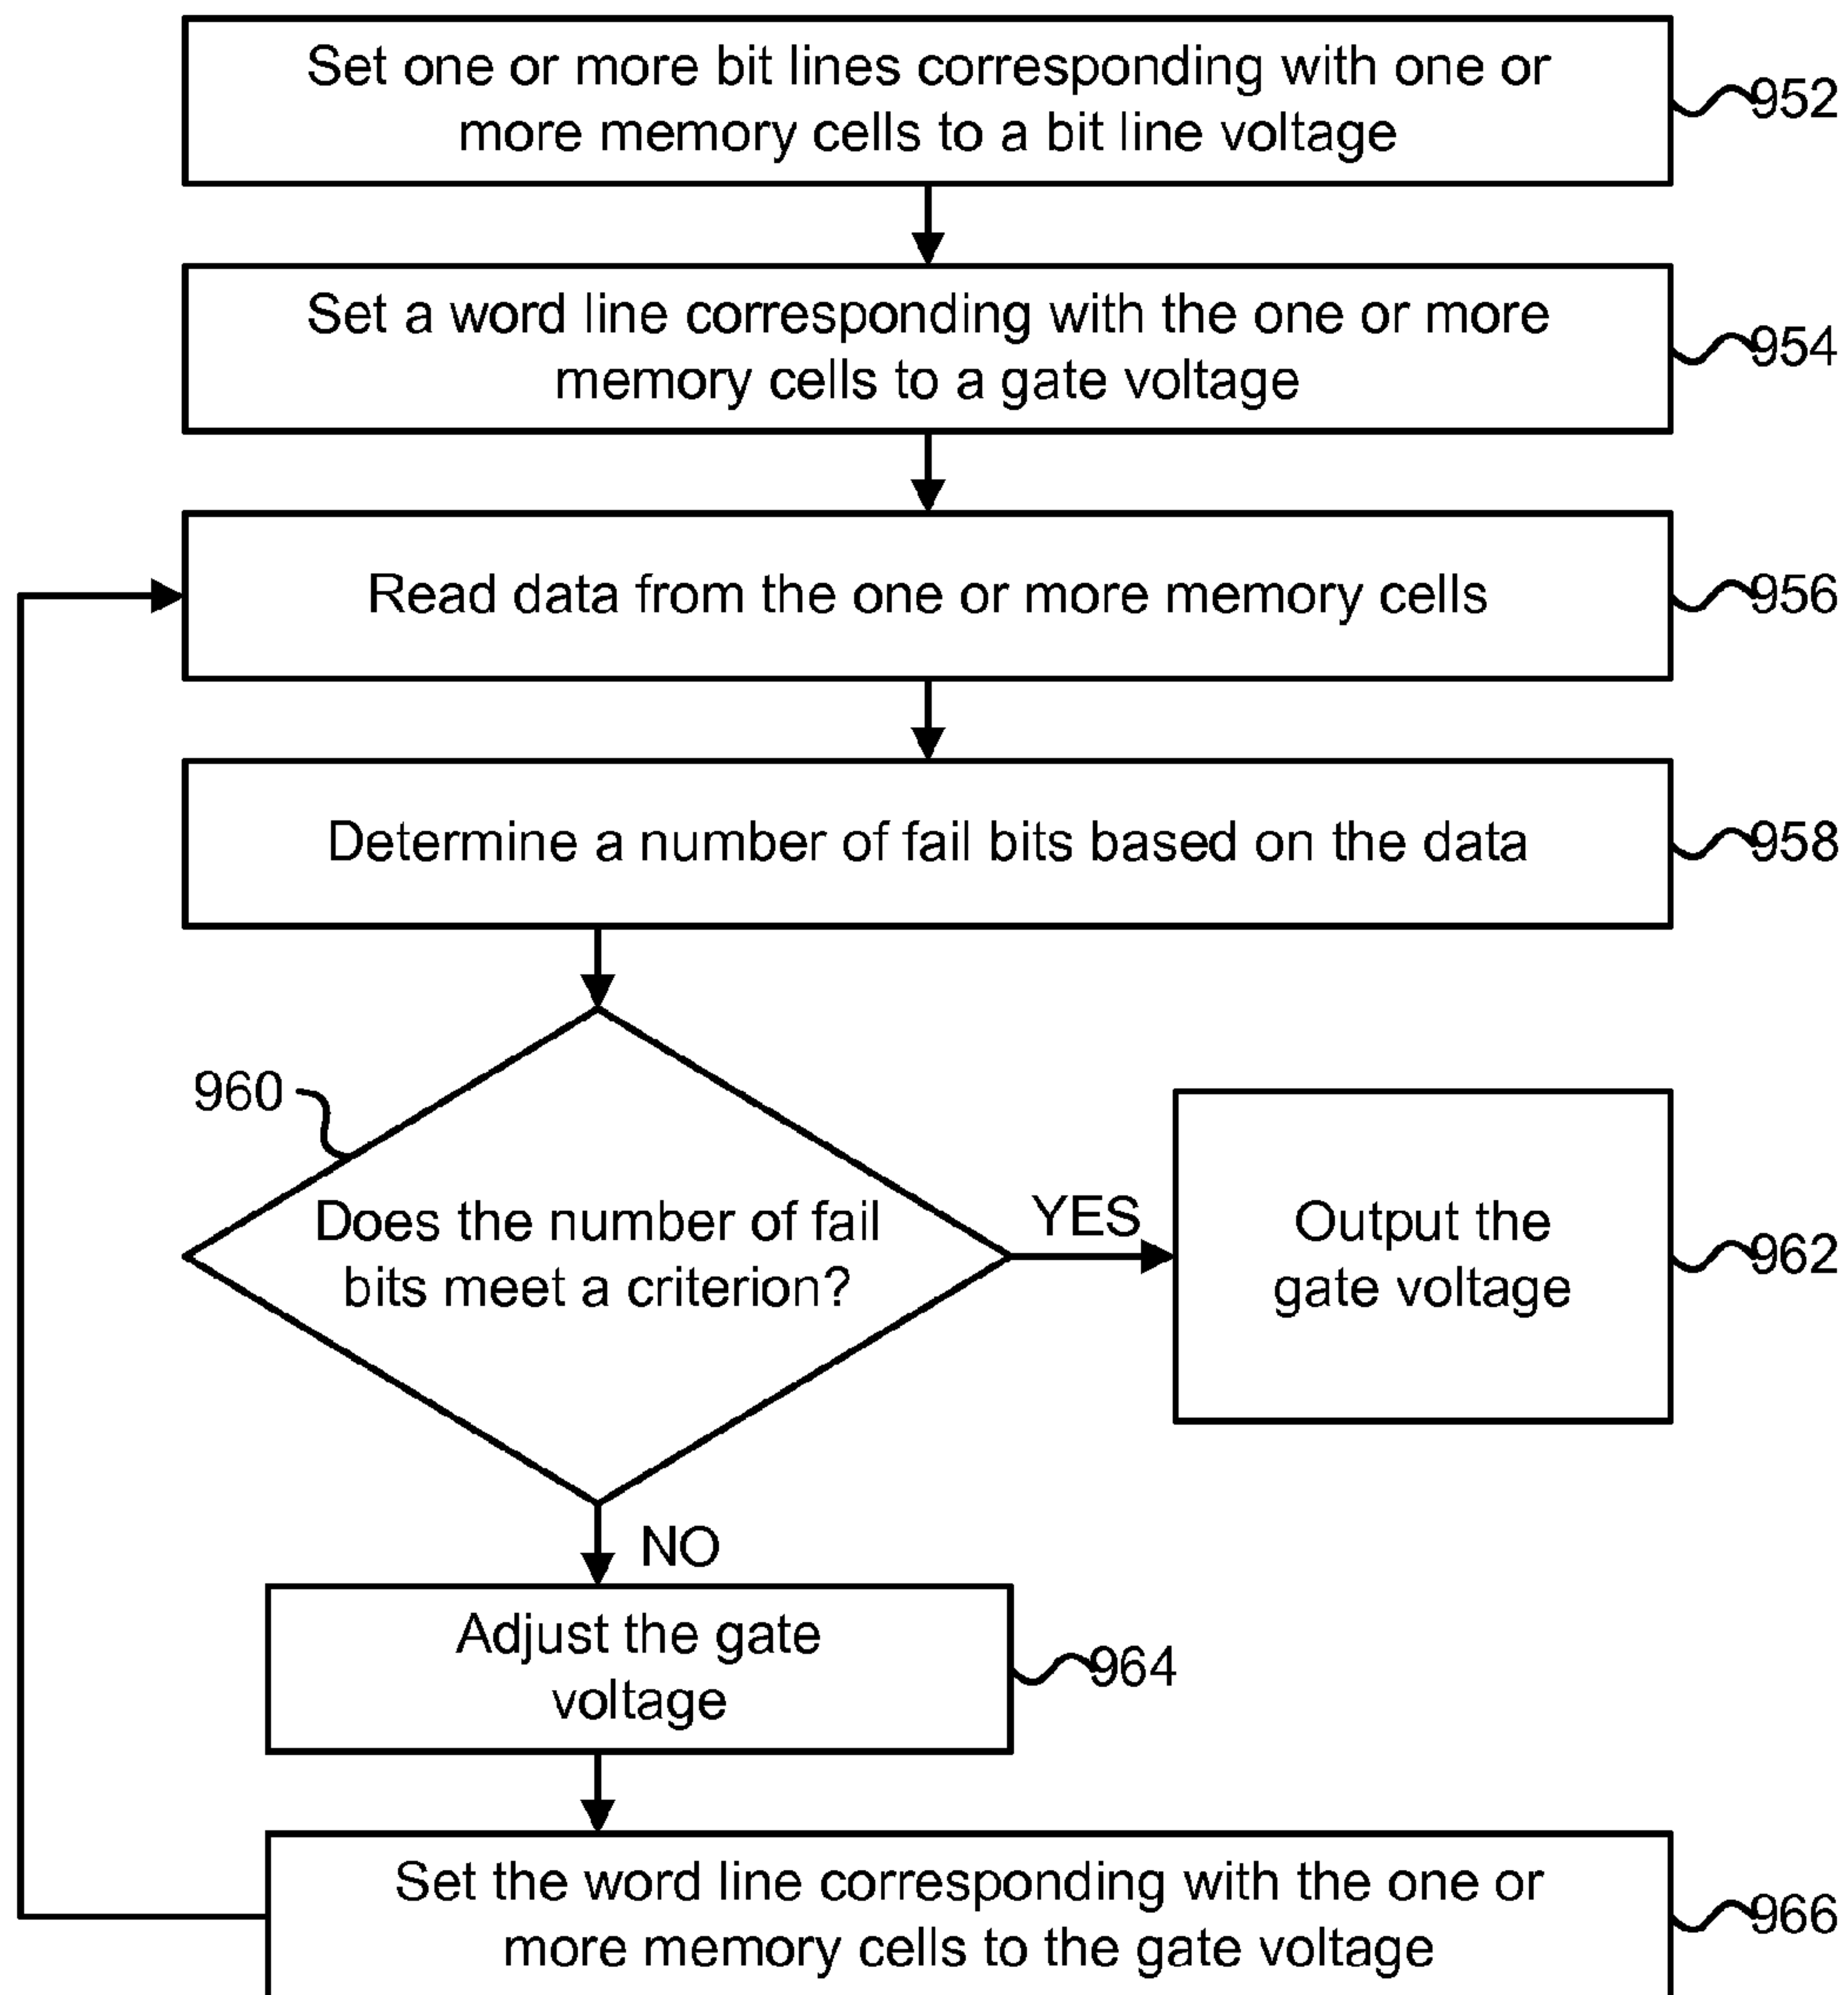 Set one or more bit lines corresponding with one or
more memory cells to a bit line voltage
952
Set a word line corresponding with the one or more
memory cells to a gate voltage
954
Read data from the one or more memory cells
956
Determine a number of fail bits based on the data
958
960
Does the number of fail
bits meet a criterion?
YES
Output the
gate voltage
962
NO
Adjust the gate
voltage
964
Set the word line corresponding with the one or
more memory cells to the gate voltage
966